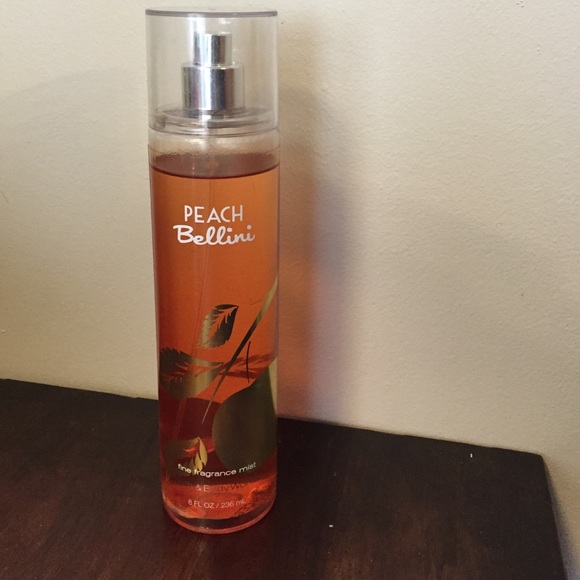 PEACH
Bellini
fine fragrance mist
8 FL OZ / 236 mL